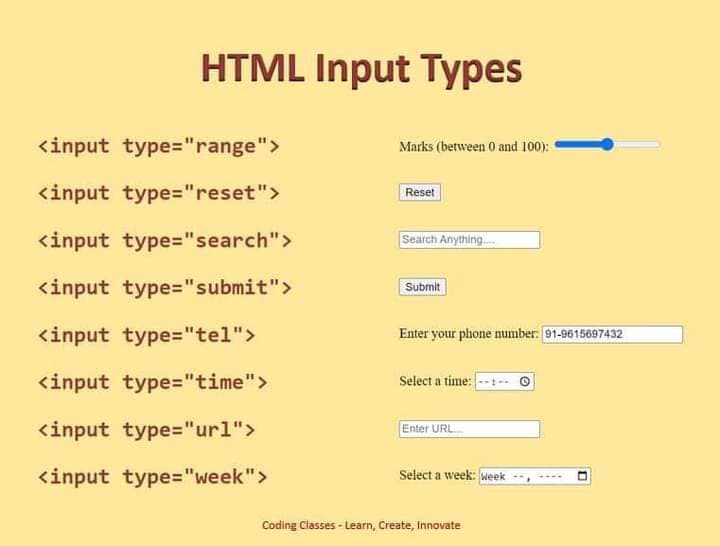 HTML Input Types
<input type="range"> Marks (between 0 and 100):
<input type="reset"> Reset
<input type="search"> Search Anything....
<input type="submit"> Submit
<input type="tel"> Enter your phone number: 91-9615697432
<input type="time"> Select a time: --:--
<input type="url"> Enter URL...
<input type="week"> Select a week: Week --, ----
Coding Classes - Learn, Create, Innovate